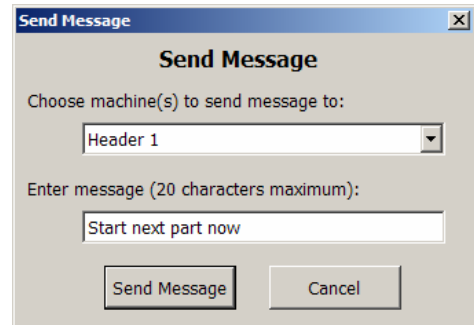 Send Message
Send Message
Choose machine(s) to send message to:
Header 1
Enter message (20 characters maximum):
Start next part now
Send Message Cancel